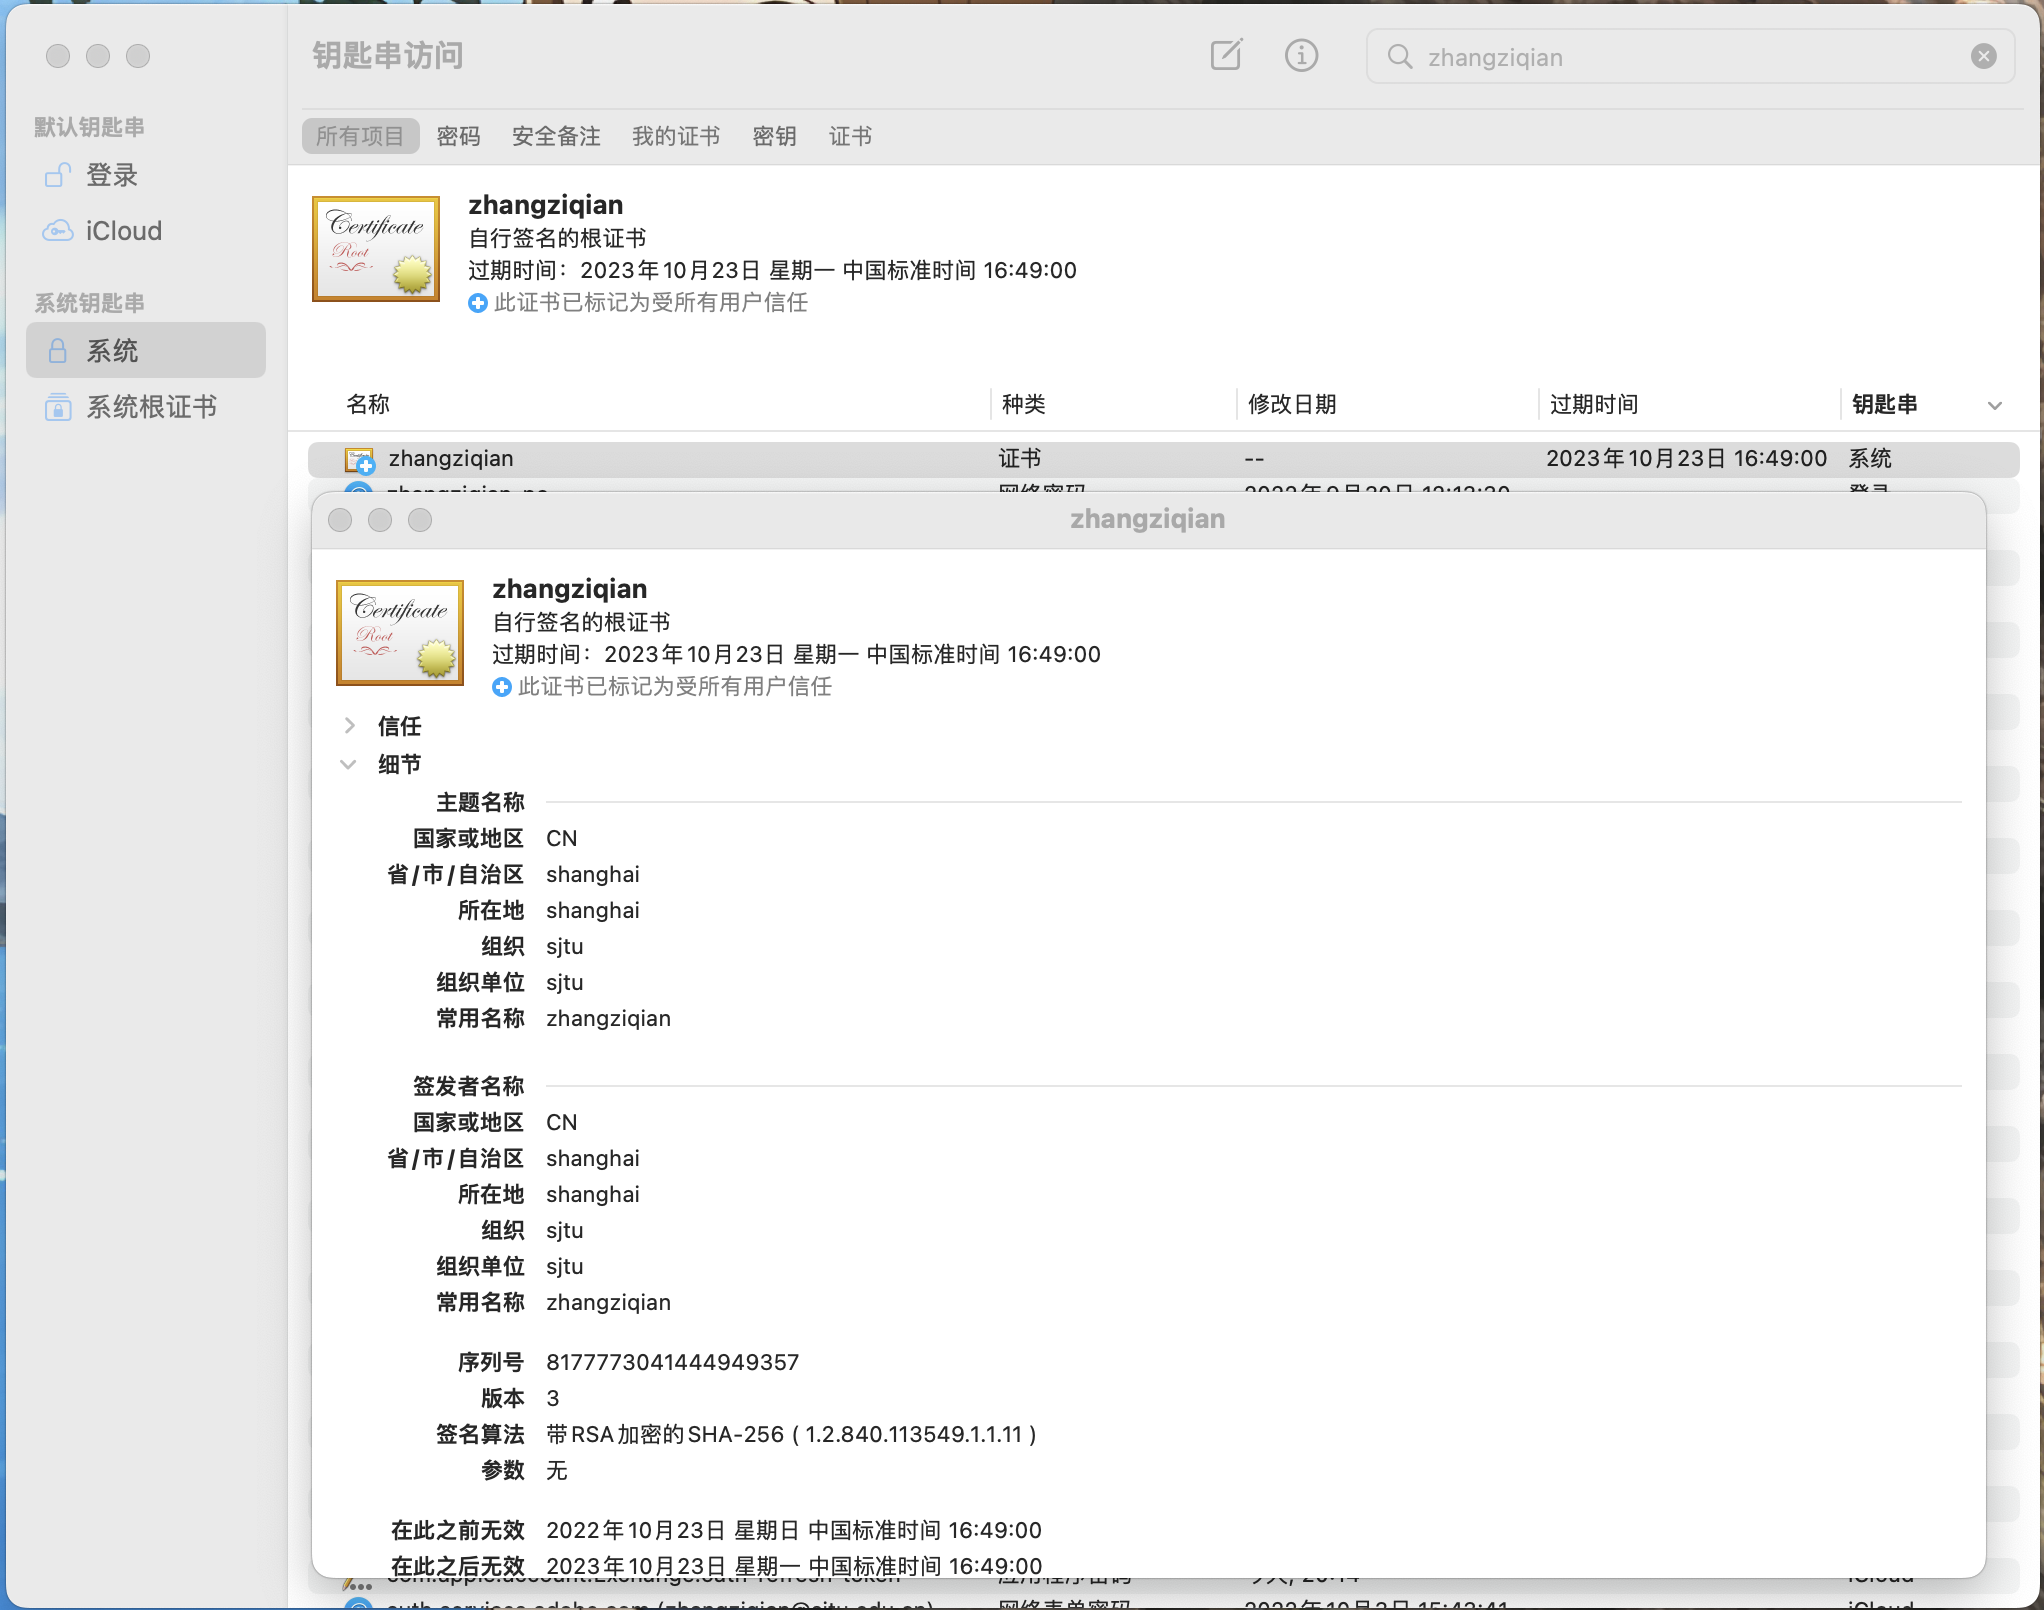 钥匙串访问
zhangziqian
默认钥匙串
登录
iCloud
系统钥匙串
系统
系统根证书
所有项目 密码 安全备注 我的证书 密钥 证书
Certificate
Root
zhangziqian
自行签名的根证书
过期时间：2023年10月23日 星期一 中国标准时间 16:49:00
此证书已标记为受所有用户信任
名称 种类 修改日期 过期时间 钥匙串
zhangziqian 证书 -- 2023年10月23日 16:49:00 系统
zhangziqian
Certificate
Root
zhangziqian
自行签名的根证书
过期时间：2023年10月23日 星期一 中国标准时间 16:49:00
此证书已标记为受所有用户信任
信任
细节
主题名称
国家或地区 CN
省/市/自治区 shanghai
所在地 shanghai
组织 sjtu
组织单位 sjtu
常用名称 zhangziqian
签发者名称
国家或地区 CN
省/市/自治区 shanghai
所在地 shanghai
组织 sjtu
组织单位 sjtu
常用名称 zhangziqian
序列号 8177773041444949357
版本 3
签名算法 带RSA加密的SHA-256 ( 1.2.840.113549.1.1.11 )
参数 无
在此之前无效 2022年10月23日 星期日 中国标准时间 16:49:00
在此之后无效 2023年10月23日 星期一 中国标准时间 16:49:00